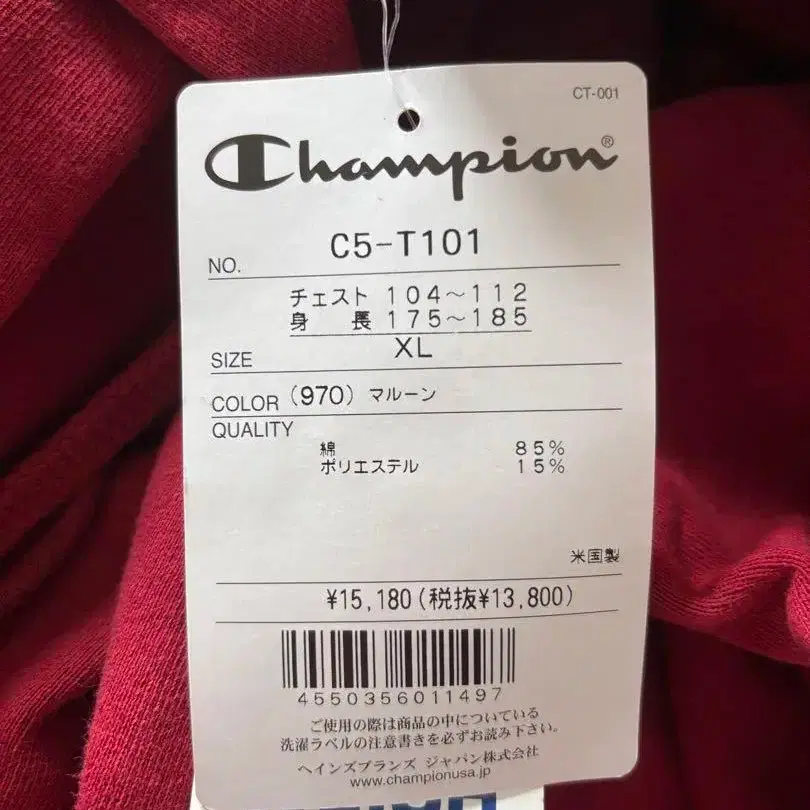 CT-001
Champion®
NO. C5-T101
チェスト 104～112
身長 175～185
SIZE XL
COLOR (970) マルーン
QUALITY
綿 85%
ポリエステル 15%
米国製
¥15,180(税抜¥13,800)
4550356011497
ご使用の際は商品の中についている
洗濯ラベルの注意書きを必ずお読み下さい。
ヘインズブランズ ジャパン株式会社
www.championusa.jp